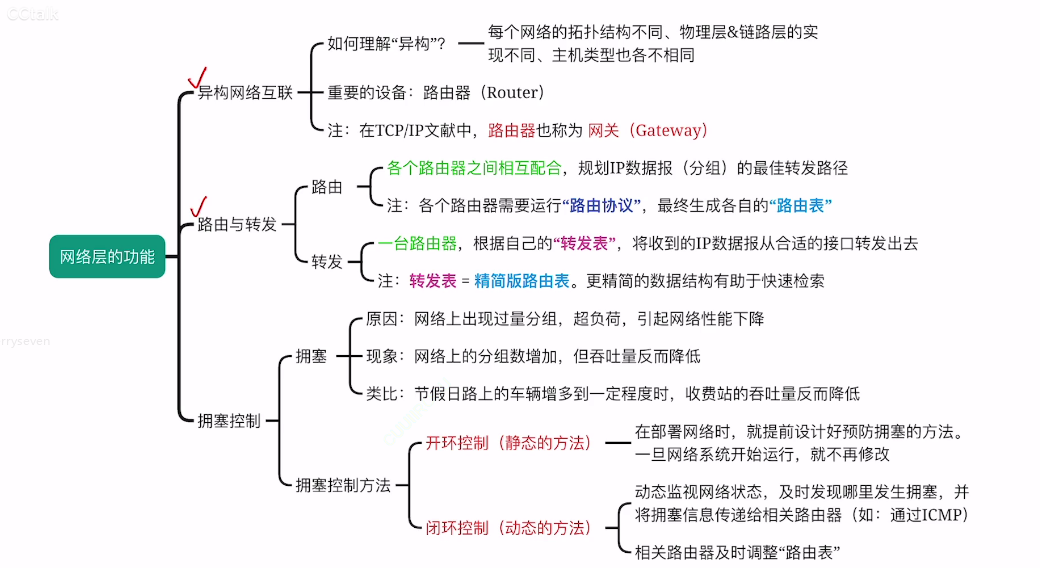 CCtalk
如何理解“异构”？
每个网络的拓扑结构不同、物理层&链路层的实
现不同、主机类型也各不相同
异构网络互联
重要的设备：路由器（Router）
注：在TCP/IP文献中，路由器也称为 网关（Gateway）
各个路由器之间相互配合，规划IP数据报（分组）的最佳转发路径
路由
注：各个路由器需要运行“路由协议”，最终生成各自的“路由表”
路由与转发
一台路由器，根据自己的“转发表”，将收到的IP数据报从合适的接口转发出去
转发
注：转发表 = 精简版路由表。更精简的数据结构有助于快速检索
网络层的功能
原因：网络上出现过量分组，超负荷，引起网络性能下降
rryseven
拥塞
现象：网络上的分组数增加，但吞吐量反而降低
类比：节假日路上的车辆增多到一定程度时，收费站的吞吐量反而降低
拥塞控制
开环控制（静态的方法）
在部署网络时，就提前设计好预防拥塞的方法。
一旦网络系统开始运行，就不再修改
拥塞控制方法
动态监视网络状态，及时发现哪里发生拥塞，并
将拥塞信息传递给相关路由器（如：通过ICMP）
闭环控制（动态的方法）
相关路由器及时调整“路由表”